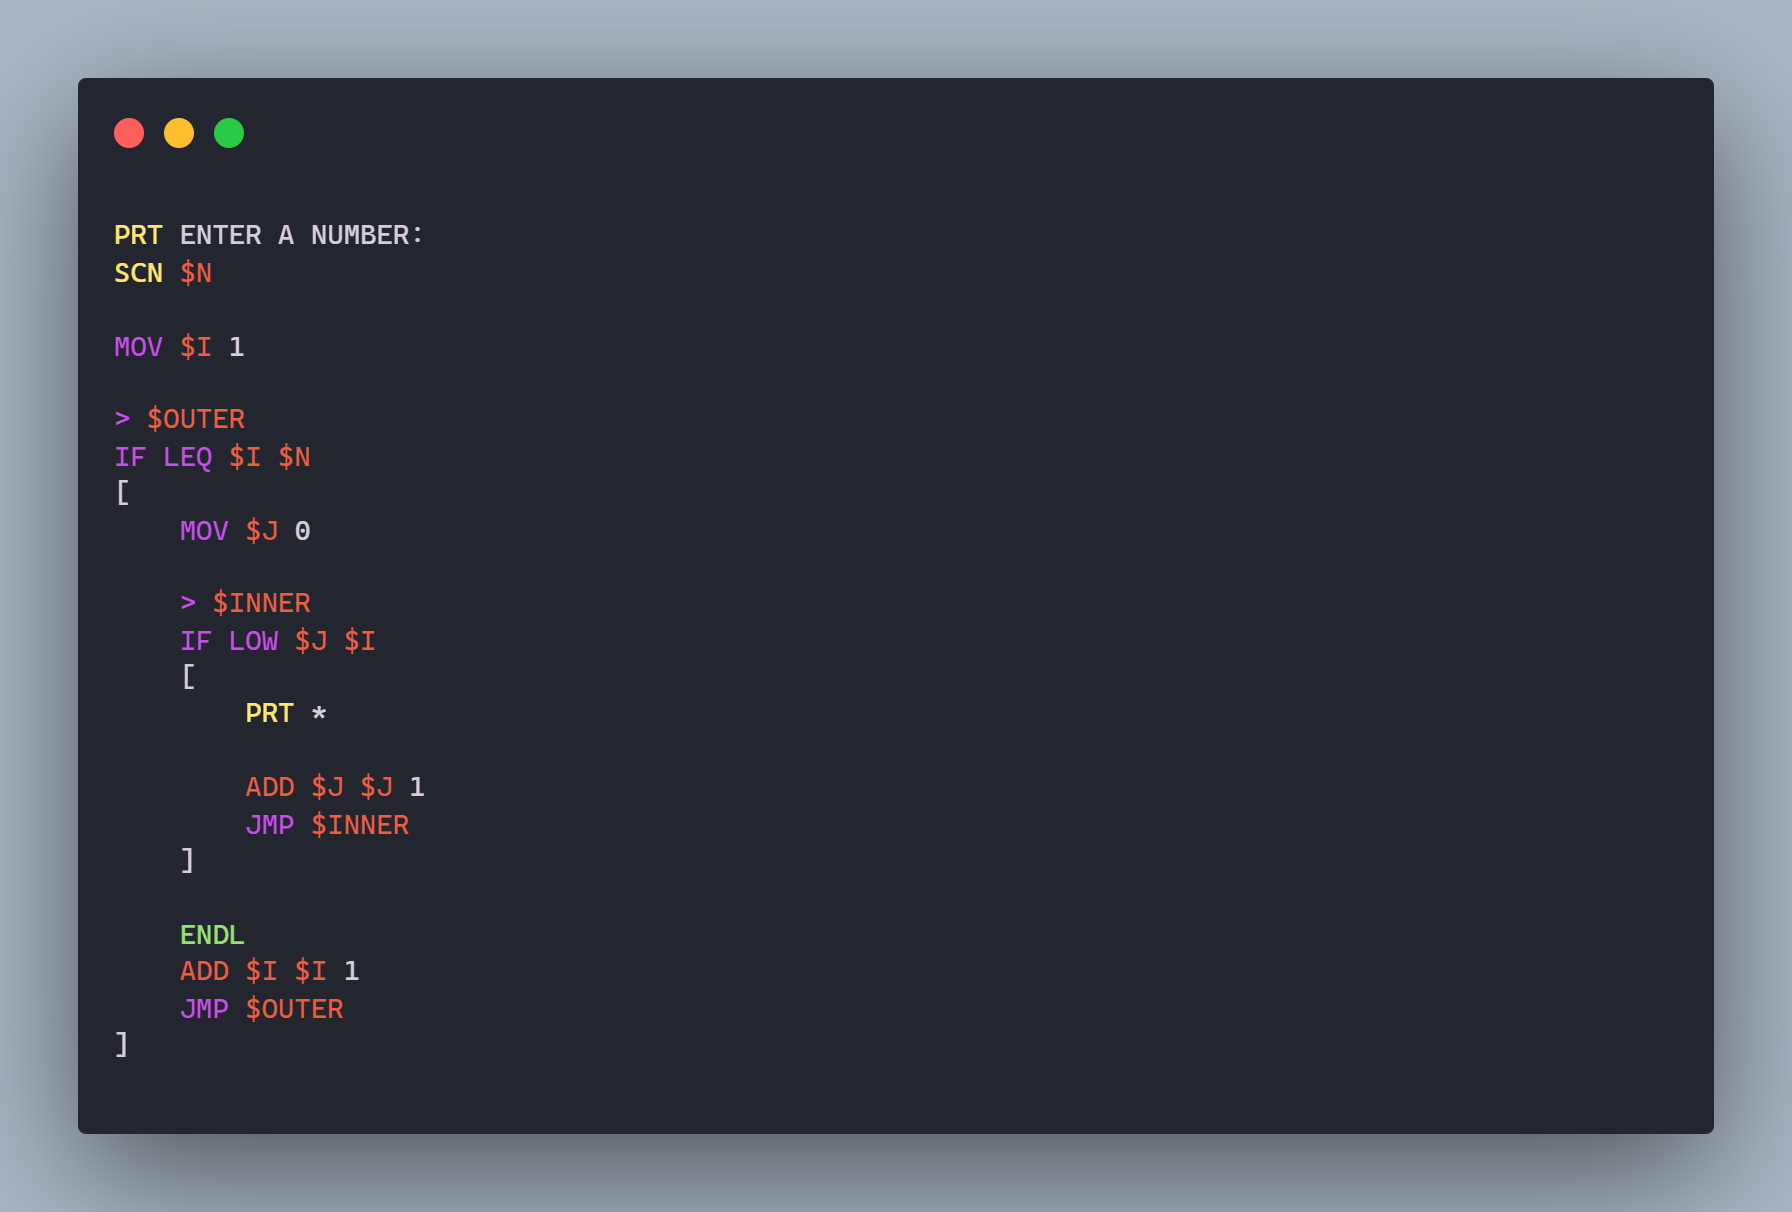 PRT ENTER A NUMBER:
SCN $N
MOV $I 1
> $OUTER
IF LEQ $I $N
[
MOV $J 0
> $INNER
IF LOW $J $I
[
PRT *
ADD $J $J 1
JMP $INNER
]
ENDL
ADD $I $I 1
JMP $OUTER
]